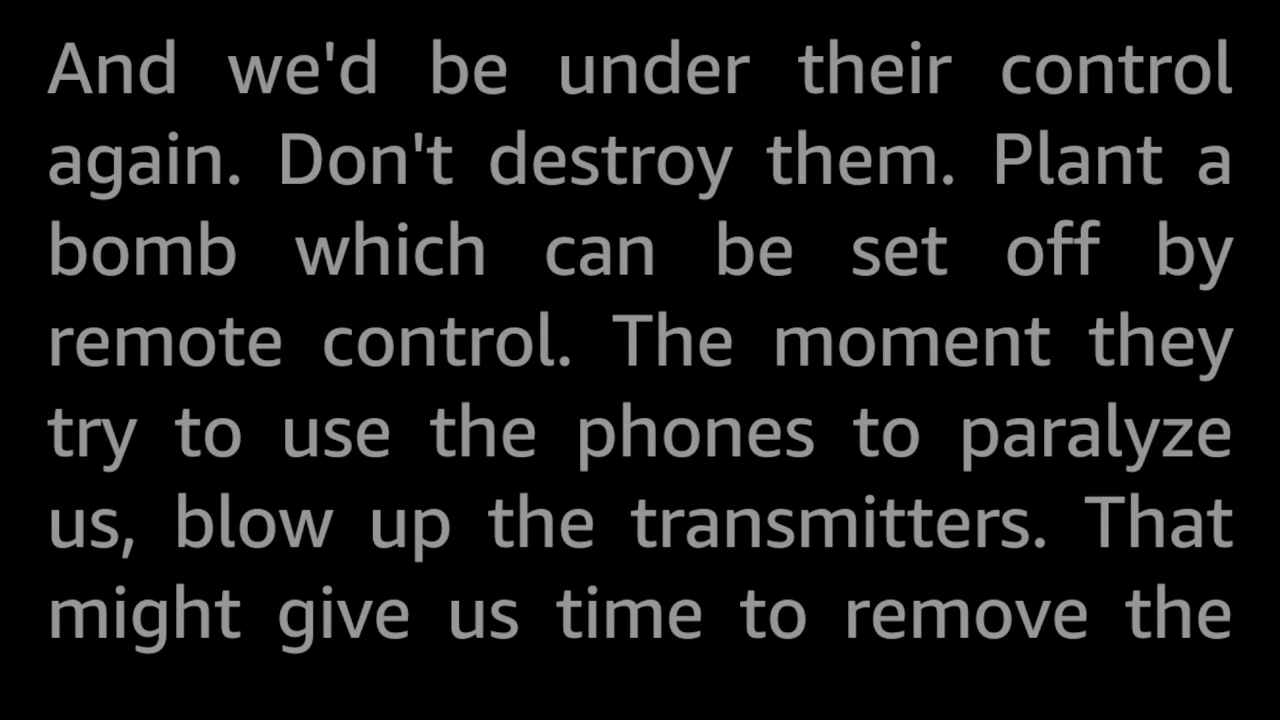 And we'd be under their control
again. Don't destroy them. Plant a
bomb which can be set off by
remote control. The moment they
try to use the phones to paralyze
us, blow up the transmitters. That
might give us time to remove the